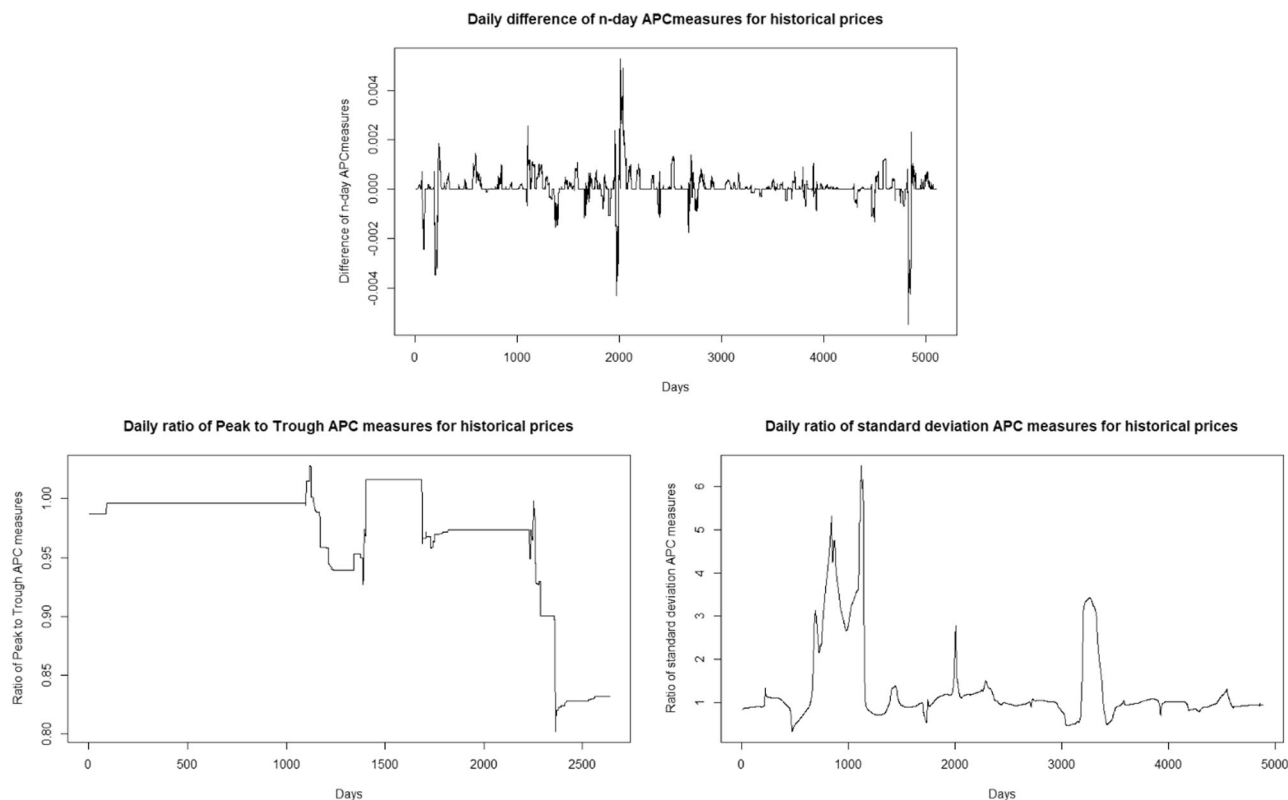 Daily difference of n-day APCmeasures for historical prices
Difference of n-day APCmeasures
0.004
0.002
0.000
-0.002
-0.004
0 1000 2000 3000 4000 5000
Days
Daily ratio of Peak to Trough APC measures for historical prices
Ratio of Peak to Trough APC measures
1.00
0.95
0.90
0.85
0.80
0 500 1000 1500 2000 2500
Days
Daily ratio of standard deviation APC measures for historical prices
Ratio of standard deviation APC measures
6
5
4
3
2
1
0 1000 2000 3000 4000 5000
Days